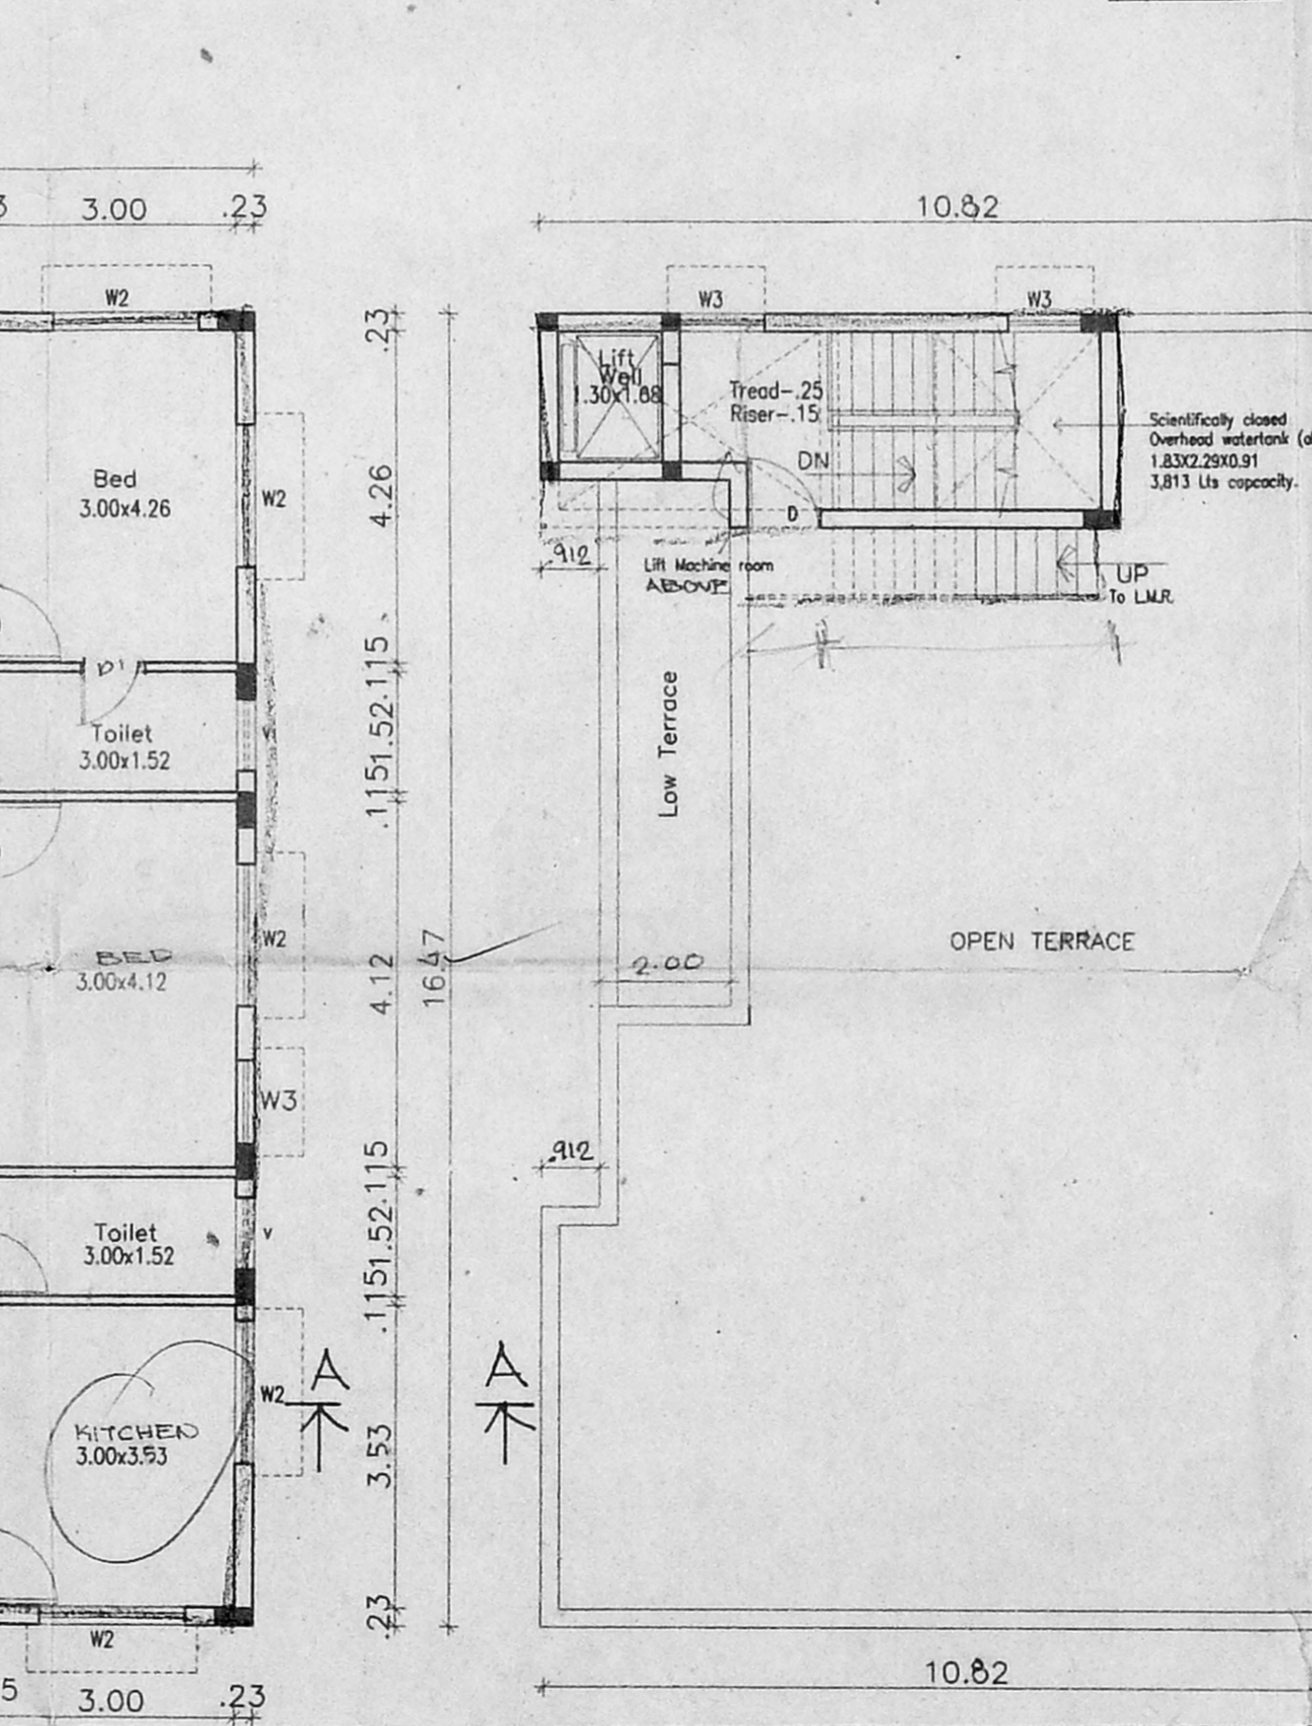 3.00
.23
10.82
W2
W3
W3
.23
Lift
Well
1.30x1.68
Tread-.25
Riser-.15
Scientifically closed
Overhead watertank
1.83X2.29X0.91
3,813 Lts capcacity.
DN
Bed
3.00x4.26
W2
4.26
D
.912
Lift Machine room
ABOVE
UP
To L.M.R.
.115
D1
Low Terrace
Toilet
3.00x1.52
V
1.52
.115
W2
OPEN TERRACE
BED
3.00x4.12
4.12
16.47
2.00
W3
.912
.115
Toilet
3.00x1.52
V
1.52
.115
A
A
W2
KITCHEN
3.00x3.53
3.53
.23
W2
10.82
5
3.00
.23